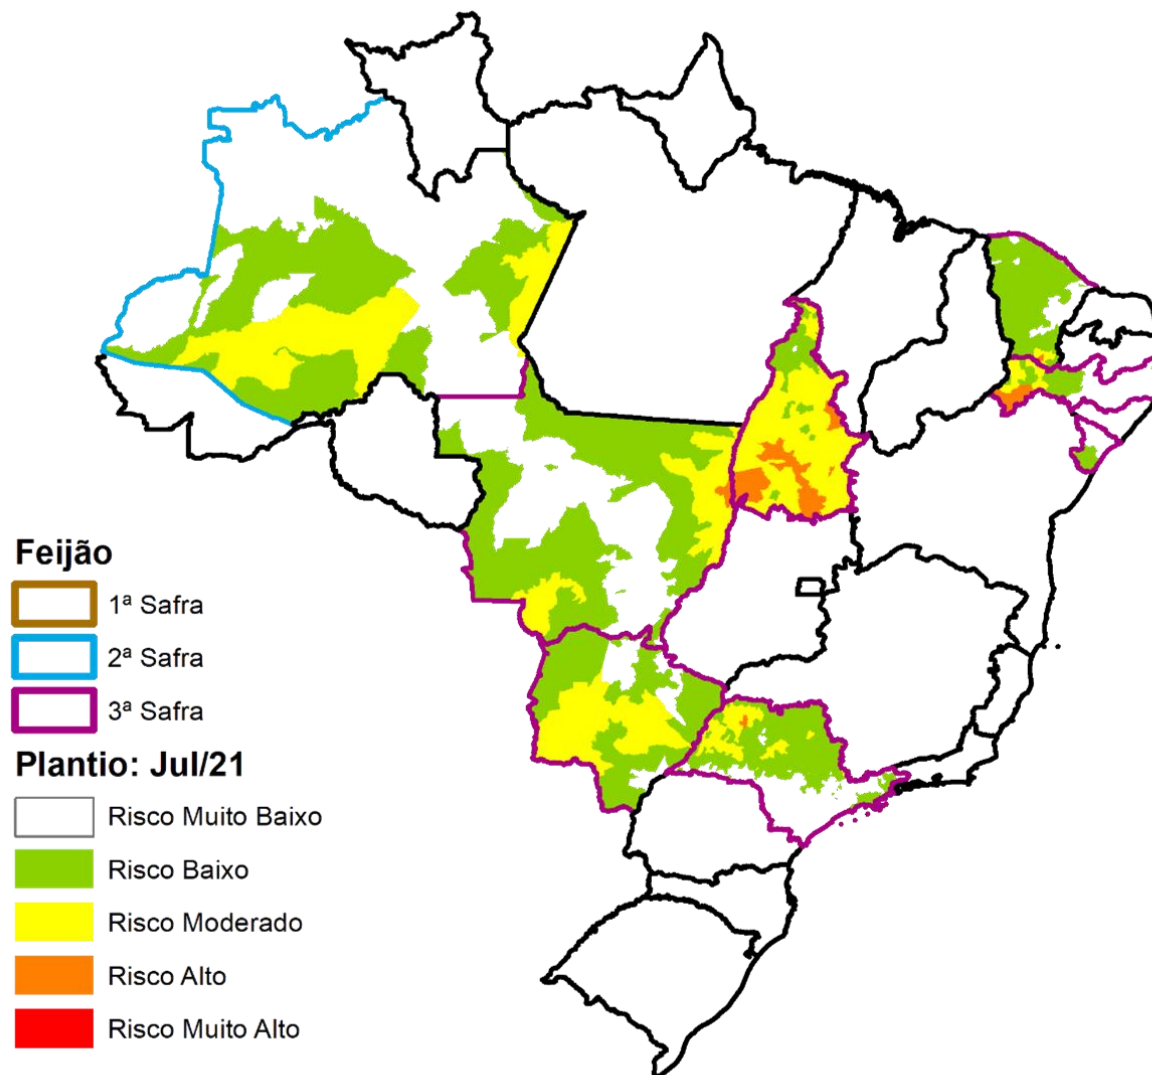 Feijão
1ª Safra
2ª Safra
3ª Safra
Plantio: Jul/21
Risco Muito Baixo
Risco Baixo
Risco Moderado
Risco Alto
Risco Muito Alto